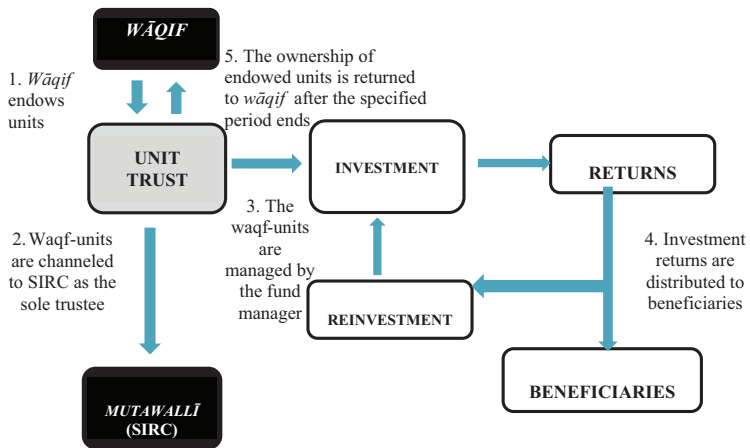 WĀQIF
1. Wāqif
endows
units
5. The ownership of
endowed units is returned
to wāqif after the specified
period ends
UNIT
TRUST
INVESTMENT
RETURNS
2. Waqf-units
are channeled
to SIRC as the
sole trustee
3. The
waqf-units
are
managed by
the fund
manager
4. Investment
returns are
distributed to
beneficiaries
REINVESTMENT
MUTAWALLĪ
(SIRC)
BENEFICIARIES